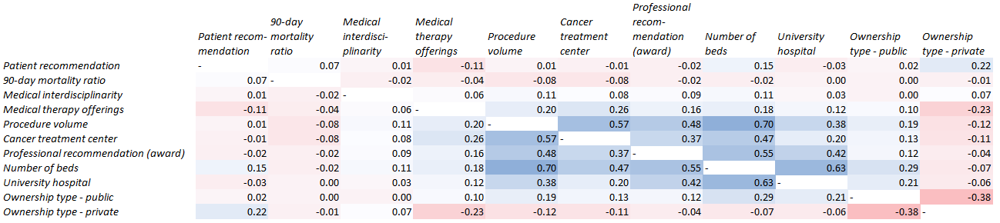 Professional
90-day Medical Medical Cancer recom-
Patient recom- mortality interdisci- therapy Procedure treatment mendation Number of University Ownership Ownership
mendation ratio plinarity offerings volume center (award) beds hospital type - public type - private
Patient recommendation - 0.07 0.01 -0.11 0.01 -0.01 -0.02 0.15 -0.03 0.02 0.22
90-day mortality ratio 0.07 - -0.02 -0.04 -0.08 -0.08 -0.02 -0.02 0.00 0.00 -0.01
Medical interdisciplinarity 0.01 -0.02 - 0.06 0.11 0.08 0.09 0.11 0.03 0.00 0.07
Medical therapy offerings -0.11 -0.04 0.06 - 0.20 0.26 0.16 0.18 0.12 0.10 -0.23
Procedure volume 0.01 -0.08 0.11 0.20 - 0.57 0.48 0.70 0.38 0.19 -0.12
Cancer treatment center -0.01 -0.08 0.08 0.26 0.57 - 0.37 0.47 0.20 0.13 -0.11
Professional recommendation (award) -0.02 -0.02 0.09 0.16 0.48 0.37 - 0.55 0.42 0.12 -0.04
Number of beds 0.15 -0.02 0.11 0.18 0.70 0.47 0.55 - 0.63 0.29 -0.07
University hospital -0.03 0.00 0.03 0.12 0.38 0.20 0.42 0.63 - 0.21 -0.06
Ownership type - public 0.02 0.00 0.00 0.10 0.19 0.13 0.12 0.29 0.21 - -0.38
Ownership type - private 0.22 -0.01 0.07 -0.23 -0.12 -0.11 -0.04 -0.07 -0.06 -0.38 -